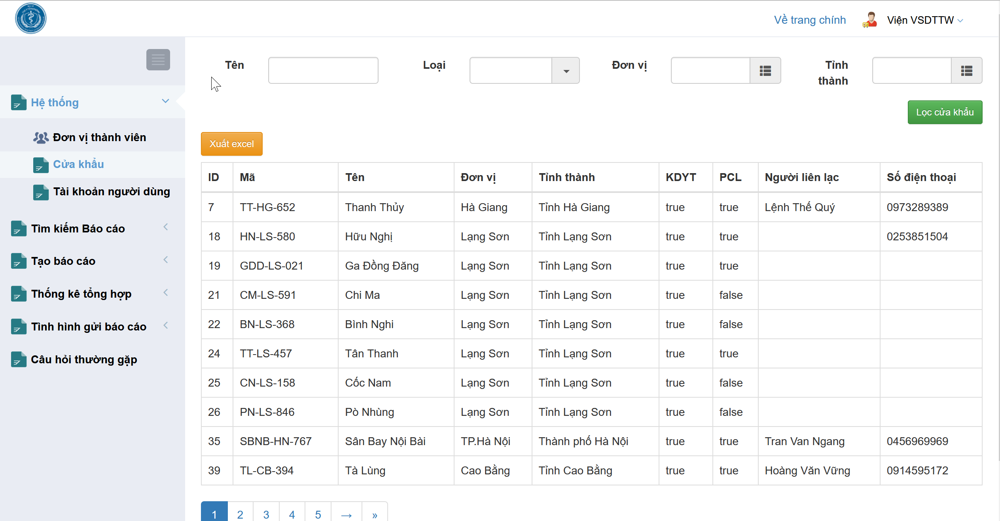 Về trang chính Viện VSDTTW
Tên Loại Đơn vị Tỉnh thành
Lọc cửa khẩu
Hệ thống
Đơn vị thành viên
Cửa khẩu
Tài khoản người dùng
Tìm kiếm Báo cáo
Tạo báo cáo
Thống kê tổng hợp
Tình hình gửi báo cáo
Câu hỏi thường gặp
Xuất excel
ID Mã Tên Đơn vị Tỉnh thành KDYT PCL Người liên lạc Số điện thoại
7 TT-HG-652 Thanh Thủy Hà Giang Tỉnh Hà Giang true true Lệnh Thế Quý 0973289389
18 HN-LS-580 Hữu Nghị Lạng Sơn Tỉnh Lạng Sơn true true 0253851504
19 GDD-LS-021 Ga Đồng Đăng Lạng Sơn Tỉnh Lạng Sơn true true
21 CM-LS-591 Chi Ma Lạng Sơn Tỉnh Lạng Sơn true false
22 BN-LS-368 Bình Nghi Lạng Sơn Tỉnh Lạng Sơn true false
24 TT-LS-457 Tân Thanh Lạng Sơn Tỉnh Lạng Sơn true true
25 CN-LS-158 Cốc Nam Lạng Sơn Tỉnh Lạng Sơn true false
26 PN-LS-846 Pò Nhùng Lạng Sơn Tỉnh Lạng Sơn true false
35 SBNB-HN-767 Sân Bay Nội Bài TP.Hà Nội Thành phố Hà Nội true true Tran Van Ngang 0456969969
39 TL-CB-394 Tà Lùng Cao Bằng Tỉnh Cao Bằng true true Hoàng Văn Vững 0914595172
1 2 3 4 5 → »